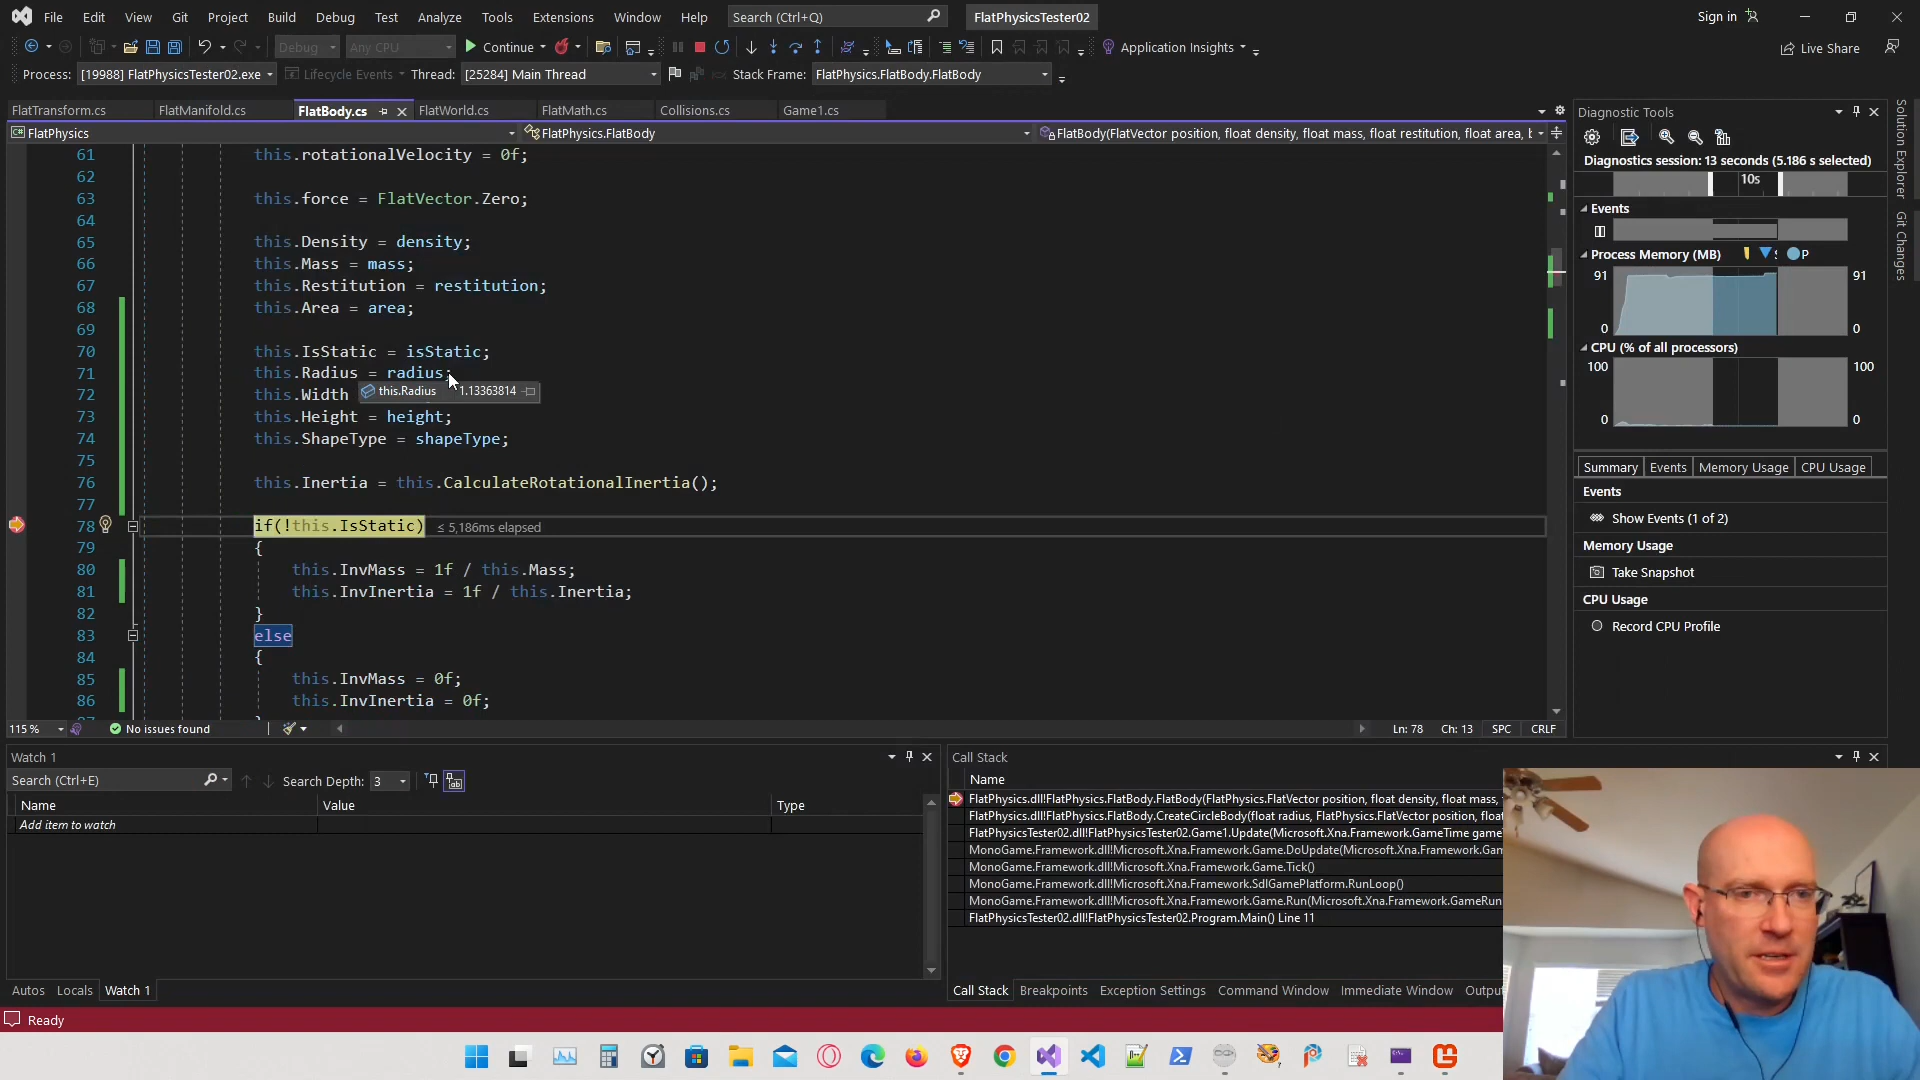 File Edit View Git Project Build Debug Test Analyze Tools Extensions Window Help Search (Ctrl+Q) FlatPhysicsTester02 Sign in
Debug Any CPU Continue Application Insights Live Share
Process: [19988] FlatPhysicsTester02.exe Lifecycle Events Thread: [25284] Main Thread Stack Frame: FlatPhysics.FlatBody.FlatBody
FlatTransform.cs FlatManifold.cs FlatBody.cs FlatWorld.cs FlatMath.cs Collisions.cs Game1.cs
FlatPhysics FlatPhysics.FlatBody FlatBody(FlatVector position, float density, float mass, float restitution, float area, b
61 this.rotationalVelocity = 0f;
62
63 this.force = FlatVector.Zero;
64
65 this.Density = density;
66 this.Mass = mass;
67 this.Restitution = restitution;
68 this.Area = area;
69
70 this.IsStatic = isStatic;
71 this.Radius = radius;
72 this.Width this.Radius 1.13363814
73 this.Height = height;
74 this.ShapeType = shapeType;
75
76 this.Inertia = this.CalculateRotationalInertia();
77
78 if(!this.IsStatic) ≤ 5,186ms elapsed
79 {
80 this.InvMass = 1f / this.Mass;
81 this.InvInertia = 1f / this.Inertia;
82 }
83 else
84 {
85 this.InvMass = 0f;
86 this.InvInertia = 0f;
115 % No issues found Ln: 78 Ch: 13 SPC CRLF
Diagnostic Tools
Diagnostics session: 13 seconds (5.186 s selected)
10s
Events
Process Memory (MB) S P
91 91
0 0
CPU (% of all processors)
100 100
0 0
Summary Events Memory Usage CPU Usage
Events
Show Events (1 of 2)
Memory Usage
Take Snapshot
CPU Usage
Record CPU Profile
Solution Explorer
Git Changes
Watch 1
Search (Ctrl+E) Search Depth: 3
Name Value Type
Add item to watch
Autos Locals Watch 1
Call Stack
Name
FlatPhysics.dll!FlatPhysics.FlatBody.FlatBody(FlatPhysics.FlatVector position, float density, float mass,
FlatPhysics.dll!FlatPhysics.FlatBody.CreateCircleBody(float radius, FlatPhysics.FlatVector position, float
FlatPhysicsTester02.dll!FlatPhysicsTester02.Game1.Update(Microsoft.Xna.Framework.GameTime game
MonoGame.Framework.dll!Microsoft.Xna.Framework.Game.DoUpdate(Microsoft.Xna.Framework.Gam
MonoGame.Framework.dll!Microsoft.Xna.Framework.Game.Tick()
MonoGame.Framework.dll!Microsoft.Xna.Framework.SdlGamePlatform.RunLoop()
MonoGame.Framework.dll!Microsoft.Xna.Framework.Game.Run(Microsoft.Xna.Framework.GameRun
FlatPhysicsTester02.dll!FlatPhysicsTester02.Program.Main() Line 11
Call Stack Breakpoints Exception Settings Command Window Immediate Window Outpu
Ready